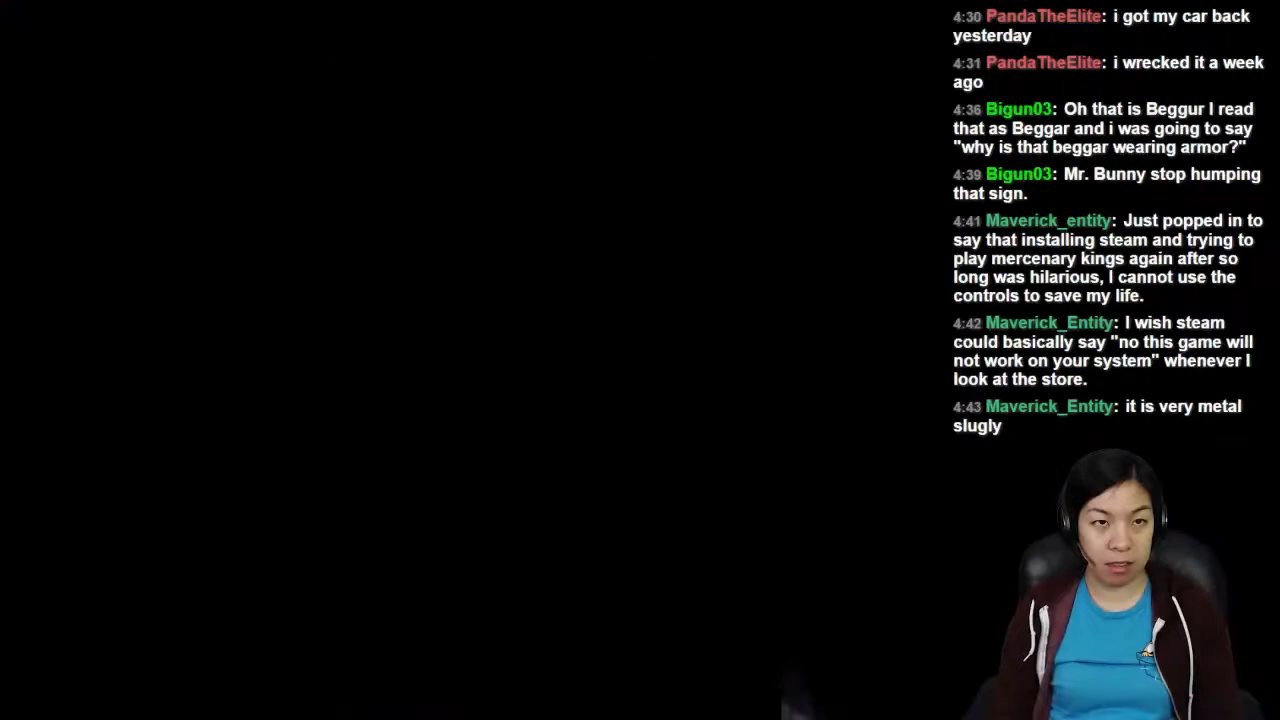 4:30 PandaTheElite: i got my car back
yesterday
4:31 PandaTheElite: i wrecked it a week
ago
4:36 Bigun03: Oh that is Beggur I read
that as Beggar and i was going to say
"why is that beggar wearing armor?"
4:39 Bigun03: Mr. Bunny stop humping
that sign.
4:41 Maverick_entity: Just popped in to
say that installing steam and trying to
play mercenary kings again after so
long was hilarious, I cannot use the
controls to save my life.
4:42 Maverick_Entity: I wish steam
could basically say "no this game will
not work on your system" whenever I
look at the store.
4:43 Maverick_Entity: it is very metal
slugly